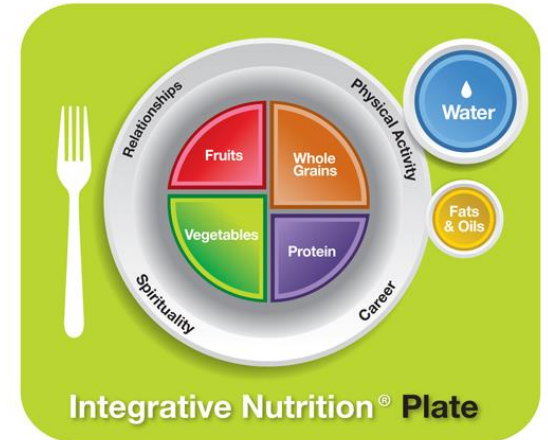 Relationships
Physical Activity
Water
Fruits
Whole
Grains
Fats
& Oils
Vegetables
Protein
Spirituality
Career
Integrative Nutrition® Plate